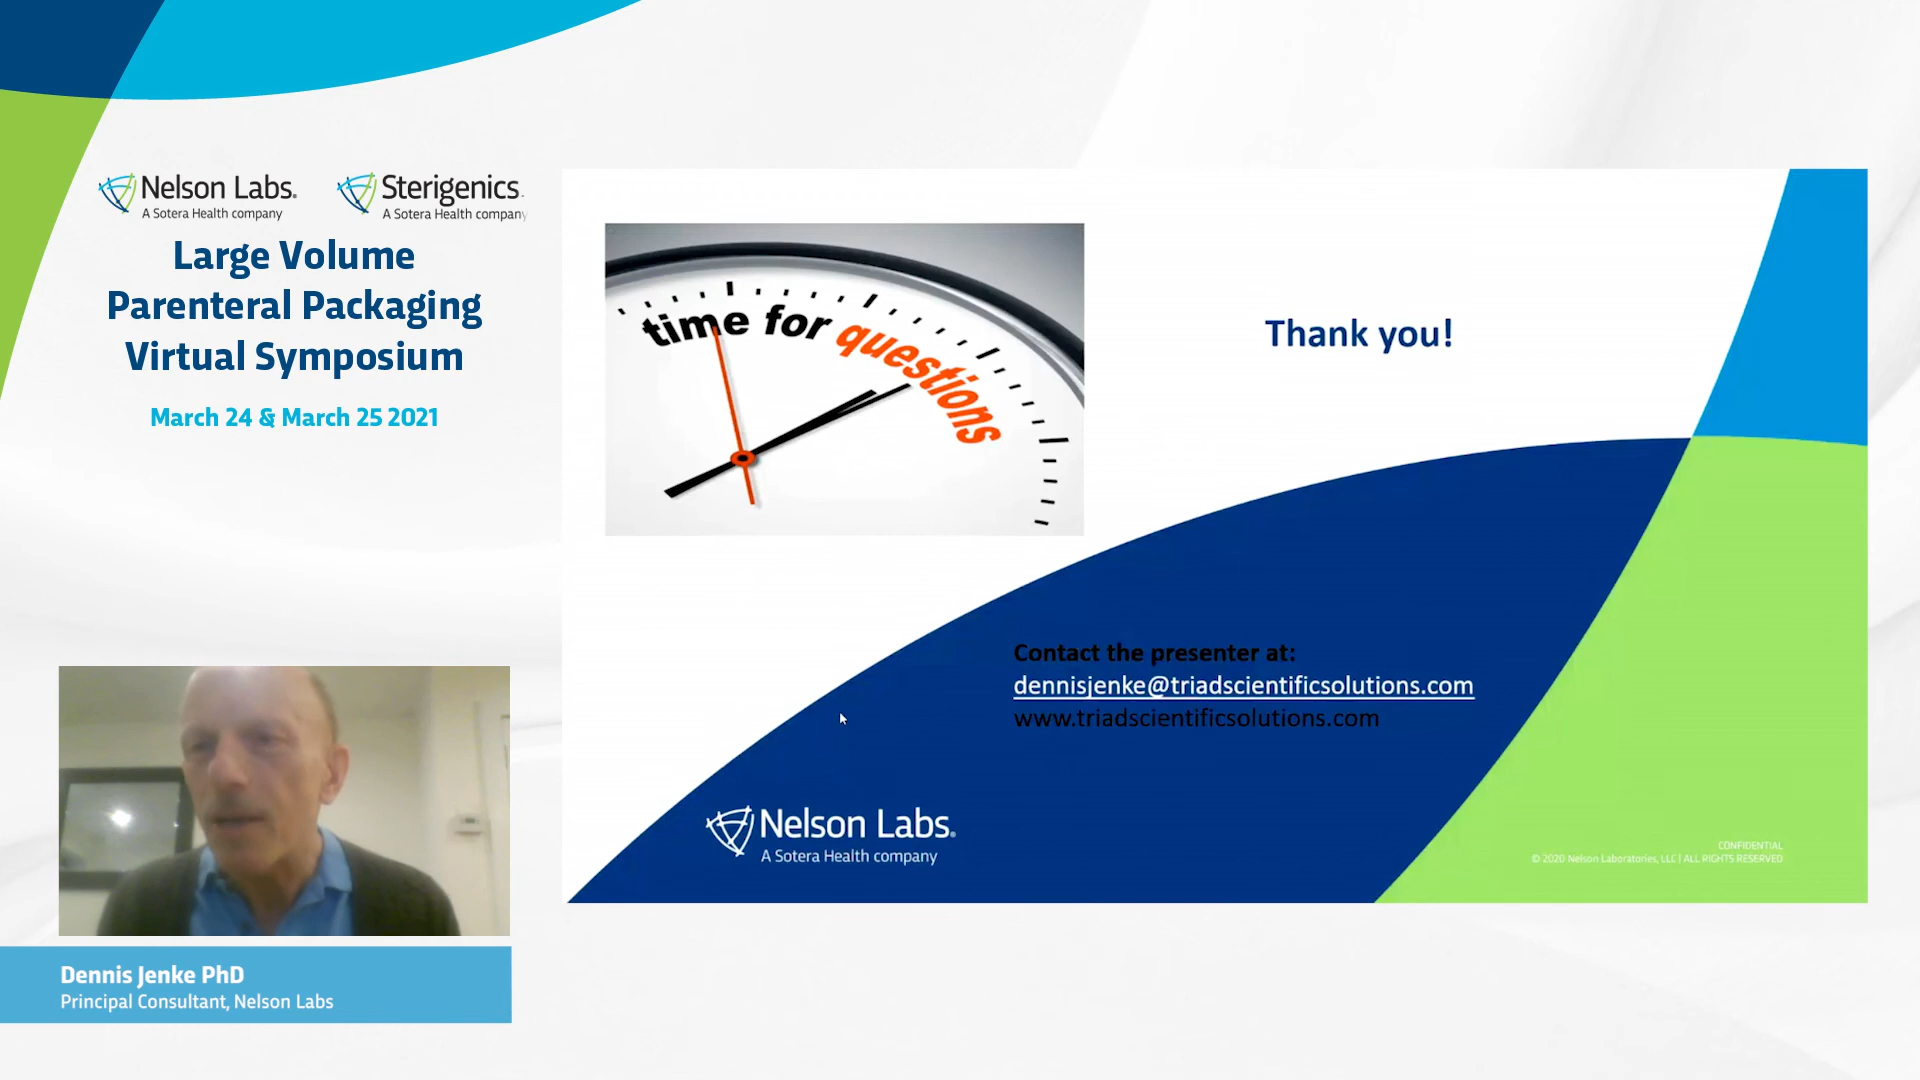 Nelson Labs.
A Sotera Health company
Sterigenics.
A Sotera Health company
Large Volume
Parenteral Packaging
Virtual Symposium
March 24 & March 25 2021
time for questions
Thank you!
Contact the presenter at:
dennisjenke@triadscientificsolutions.com
www.triadscientificsolutions.com
Nelson Labs.
A Sotera Health company
CONFIDENTIAL
© 2020 Nelson Laboratories, LLC | ALL RIGHTS RESERVED
Dennis Jenke PhD
Principal Consultant, Nelson Labs